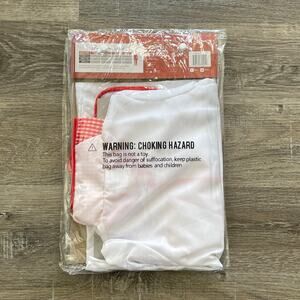 WARNING: CHOKING HAZARD
This bag is not a toy.
To avoid danger of suffocation, keep plastic
bag away from babies and children.